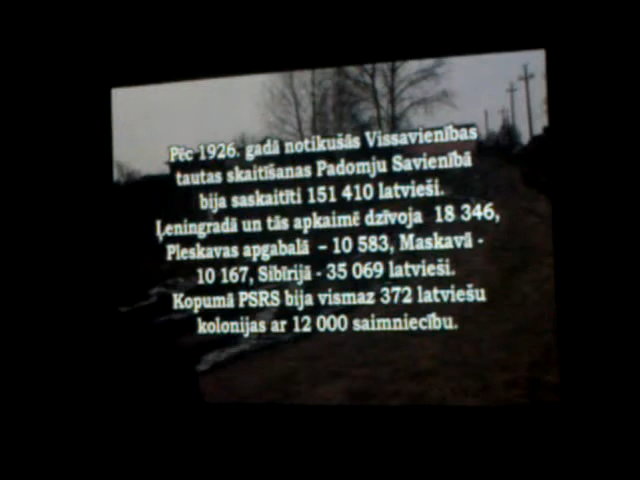 Pēc 1926. gadā notikušās Vissavienības
tautas skaitīšanas Padomju Savienībā
bija saskaitīti 151 410 latvieši.
Ļeningradā un tās apkaimē dzīvoja 18 346,
Pleskavas apgabalā - 10 583, Maskavā -
10 167, Sibīrijā - 35 069 latvieši.
Kopumā PSRS bija vismaz 372 latviešu
kolonijas ar 12 000 saimniecību.